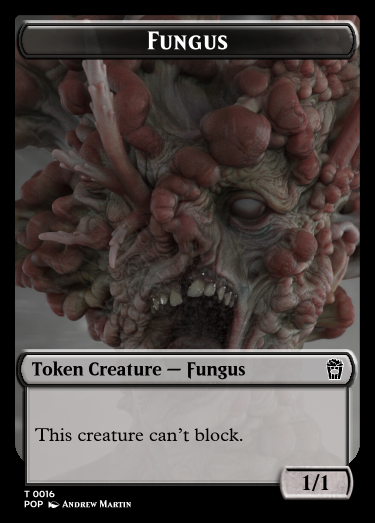 Fungus
Token Creature — Fungus
This creature can't block.
1/1
T 0016
POP Andrew Martin